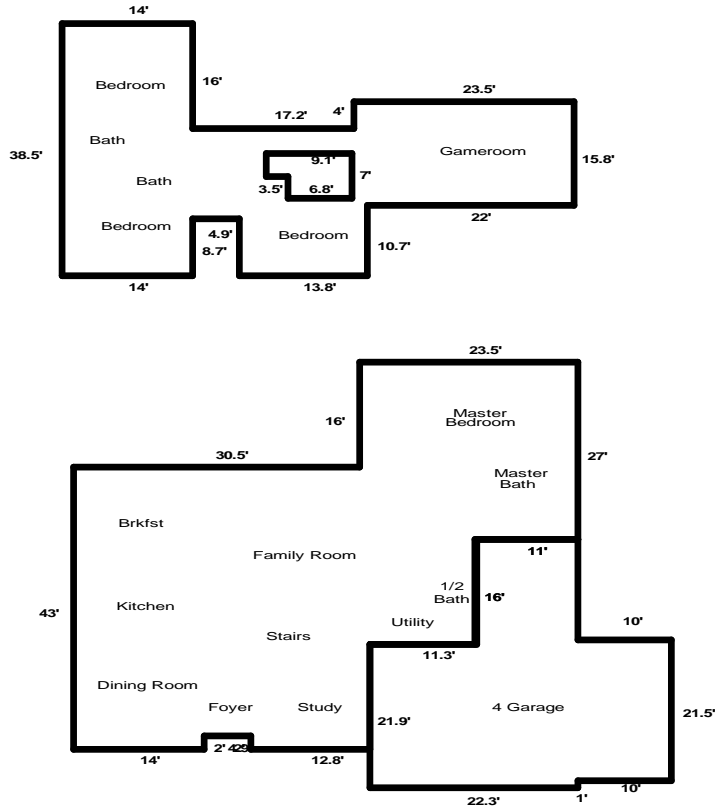 14'
Bedroom
16'
23.5'
4'
17.2'
38.5'
Bath
Gameroom
15.8'
9.1'
7'
Bath
3.5'
6.8'
Bedroom
4.9'
Bedroom
22'
8.7'
10.7'
14'
13.8'
23.5'
16'
Master
Bedroom
30.5'
27'
Master
Bath
Brkfst
Family Room
11'
1/2
Bath
16'
43'
Kitchen
Utility
10'
Stairs
11.3'
Dining Room
Foyer
Study
4 Garage
21.9'
21.5'
14'
2'
12.8'
22.3'
1'
10'